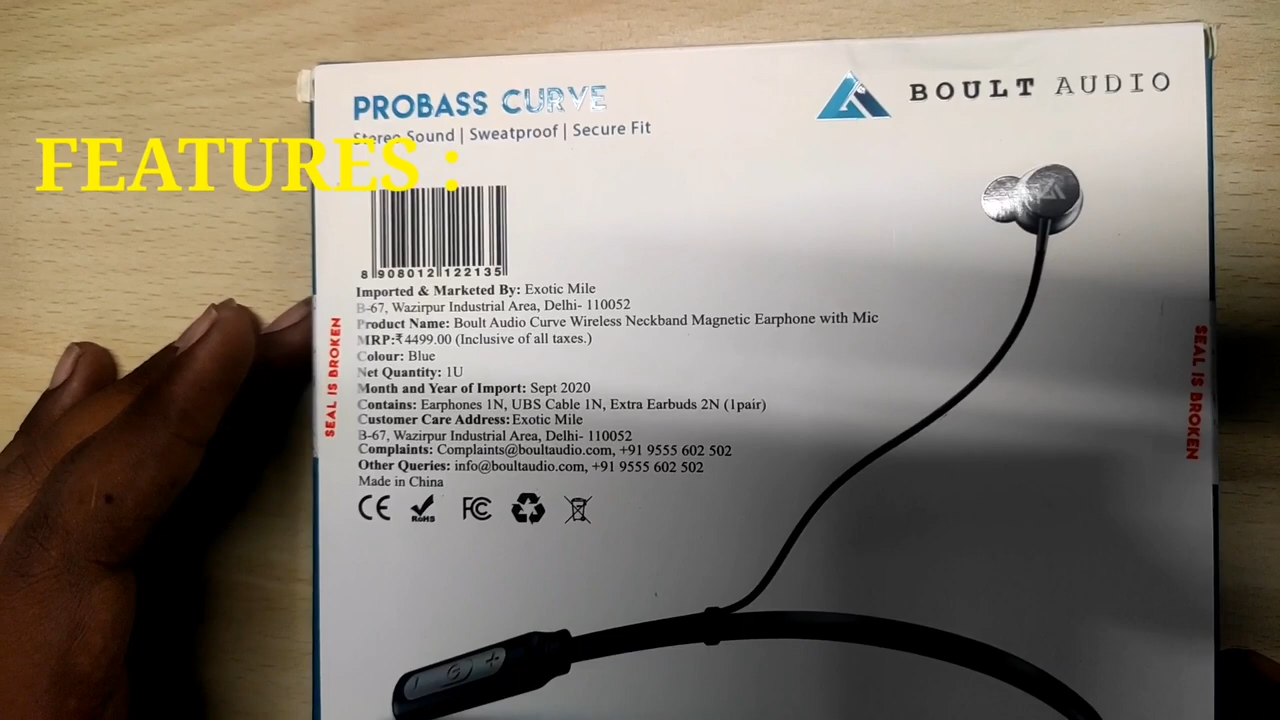 PROBASS CURVE
BOULT AUDIO
Stereo Sound | Sweatproof | Secure Fit
FEATURES :
8 908012 122135
Imported & Marketed By: Exotic Mile
B-67, Wazirpur Industrial Area, Delhi- 110052
Product Name: Boult Audio Curve Wireless Neckband Magnetic Earphone with Mic
MRP:₹4499.00 (Inclusive of all taxes.)
Colour: Blue
Net Quantity: 1U
Month and Year of Import: Sept 2020
Contains: Earphones 1N, UBS Cable 1N, Extra Earbuds 2N (1pair)
Customer Care Address: Exotic Mile
B-67, Wazirpur Industrial Area, Delhi- 110052
Complaints: Complaints@boultaudio.com, +91 9555 602 502
Other Queries: info@boultaudio.com, +91 9555 602 502
Made in China
CE RoHS FC
SEAL IS BROKEN
SEAL IS BROKEN